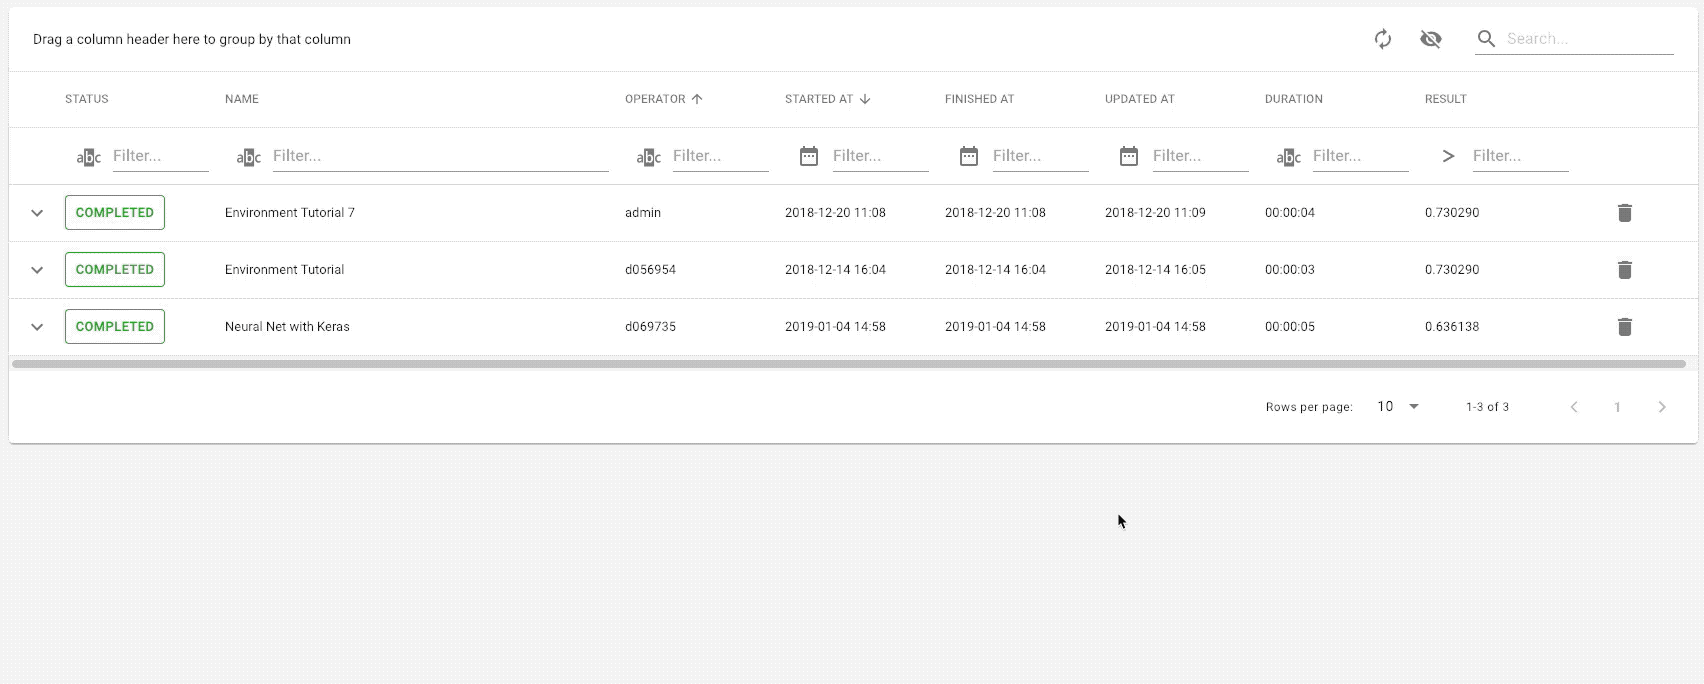 Drag a column header here to group by that column
Search...
STATUS NAME OPERATOR STARTED AT FINISHED AT UPDATED AT DURATION RESULT
abc Filter... abc Filter... abc Filter... Filter... Filter... Filter... abc Filter... > Filter...
COMPLETED Environment Tutorial 7 admin 2018-12-20 11:08 2018-12-20 11:08 2018-12-20 11:09 00:00:04 0.730290
COMPLETED Environment Tutorial d056954 2018-12-14 16:04 2018-12-14 16:04 2018-12-14 16:05 00:00:03 0.730290
COMPLETED Neural Net with Keras d069735 2019-01-04 14:58 2019-01-04 14:58 2019-01-04 14:58 00:00:05 0.636138
Rows per page: 10 1-3 of 3 1